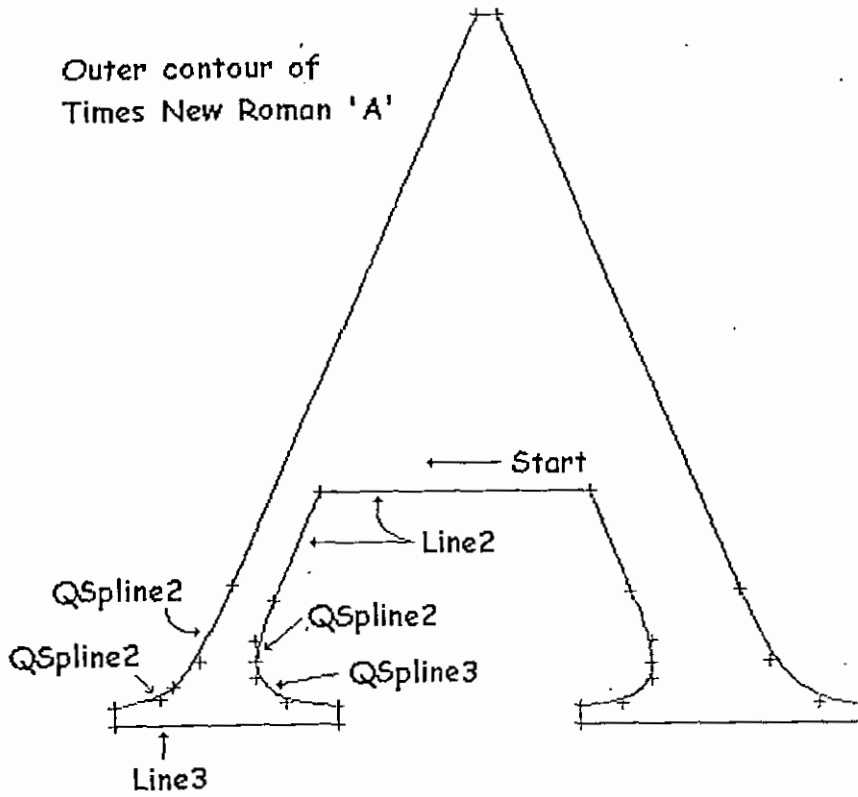 Outer contour of
Times New Roman 'A'
Start
Line2
QSpline2
QSpline2
QSpline2
QSpline3
Line3